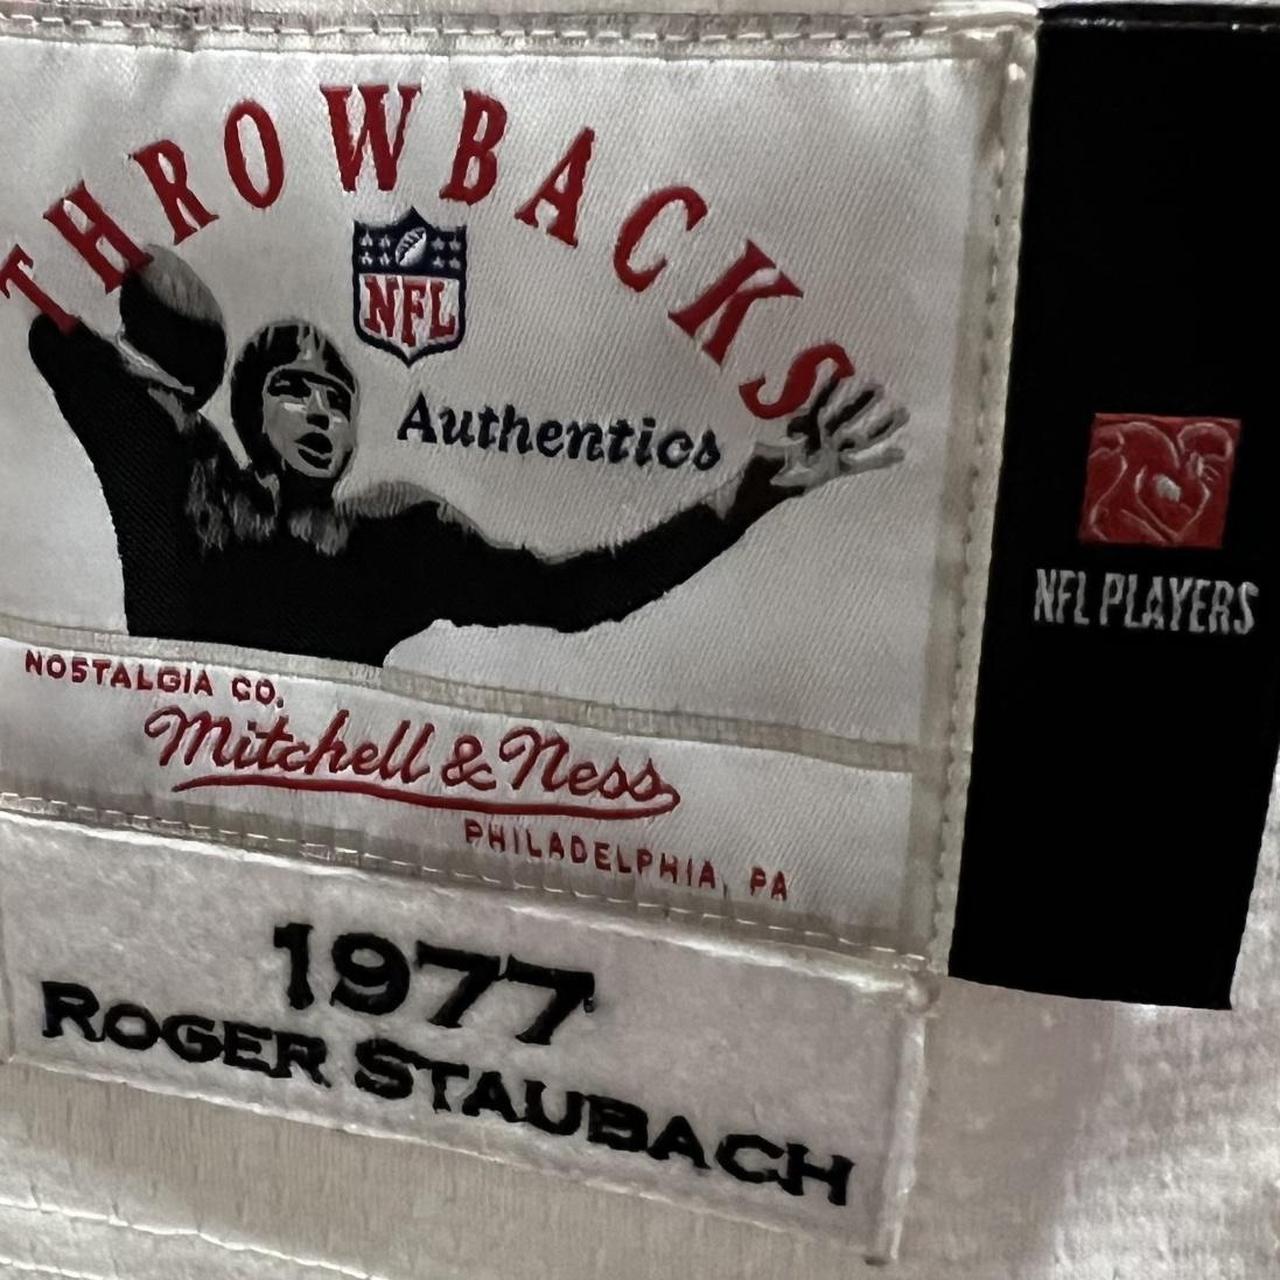 THROWBACKS
NFL
Authentics
NOSTALGIA CO.
Mitchell & Ness
PHILADELPHIA, PA
1977
ROGER STAUBACH
NFL PLAYERS